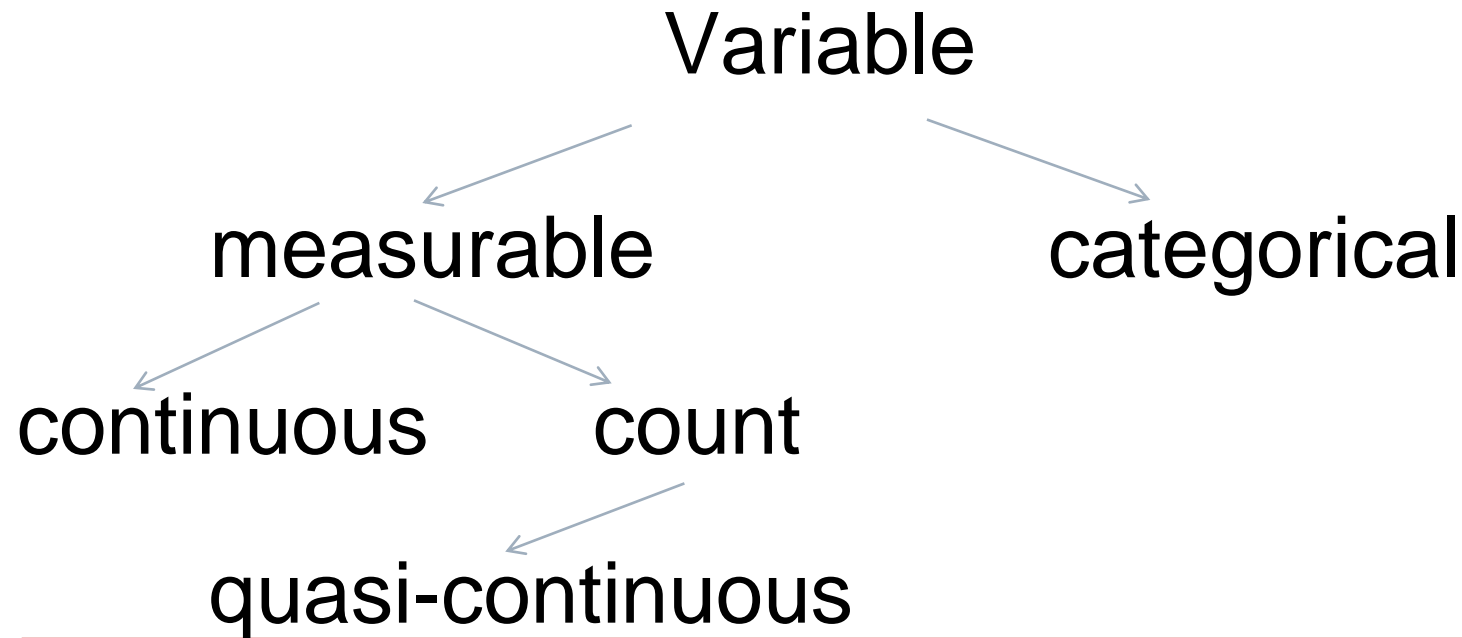 Variable
measurable categorical
continuous count
quasi-continuous